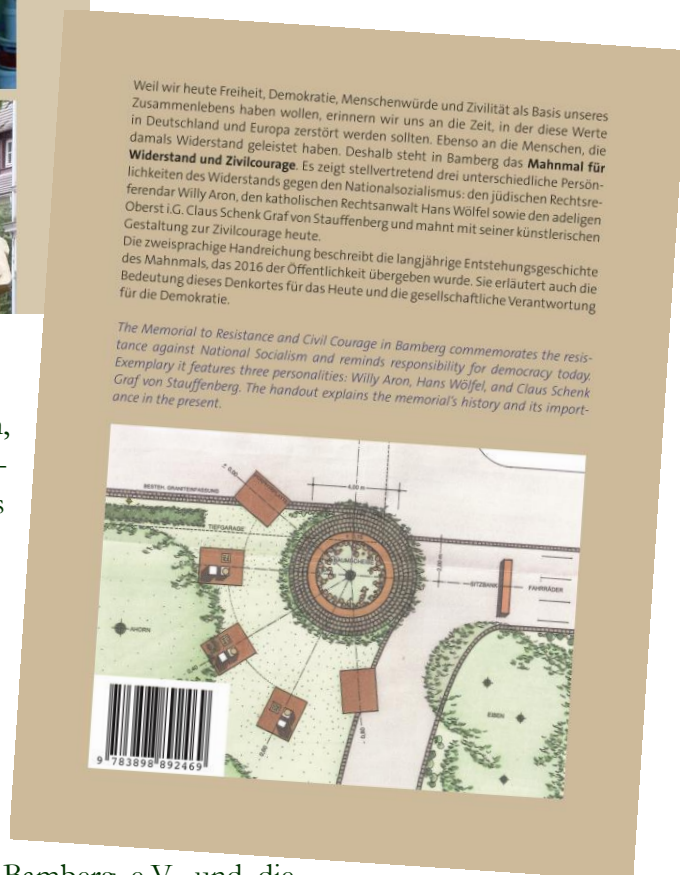 Weil wir heute Freiheit, Demokratie, Menschenwürde und Zivilität als Basis unseres
Zusammenlebens haben wollen, erinnern wir uns an die Zeit, in der diese Werte
in Deutschland und Europa zerstört werden sollten. Ebenso an die Menschen, die
damals Widerstand geleistet haben. Deshalb steht in Bamberg das Mahnmal für
Widerstand und Zivilcourage. Es zeigt stellvertretend drei unterschiedliche Persön-
lichkeiten des Widerstands gegen den Nationalsozialismus: den jüdischen Rechtsre-
ferendar Willy Aron, den katholischen Rechtsanwalt Hans Wölfel sowie den adeligen
Oberst i.G. Claus Schenk Graf von Stauffenberg und mahnt mit seiner künstlerischen
Gestaltung zur Zivilcourage heute.
Die zweisprachige Handreichung beschreibt die langjährige Entstehungsgeschichte
des Mahnmals, das 2016 der Öffentlichkeit übergeben wurde. Sie erläutert auch die
Bedeutung dieses Denkortes für das Heute und die gesellschaftliche Verantwortung
für die Demokratie.
The Memorial to Resistance and Civil Courage in Bamberg commemorates the resis-
tance against National Socialism and reminds responsibility for democracy today.
Exemplary it features three personalities: Willy Aron, Hans Wölfel, and Claus Schenk
Graf von Stauffenberg. The handout explains the memorial's history and its import-
ance in the present.
BESTEH. GRANITEINFASSUNG
4,00 m
TIEFGARAGE
BAUMSCHEIBE
SITZBANK
FAHRRÄDER
AHORN
EIBEN
9 783898 892469
Bamberg e.V. und die